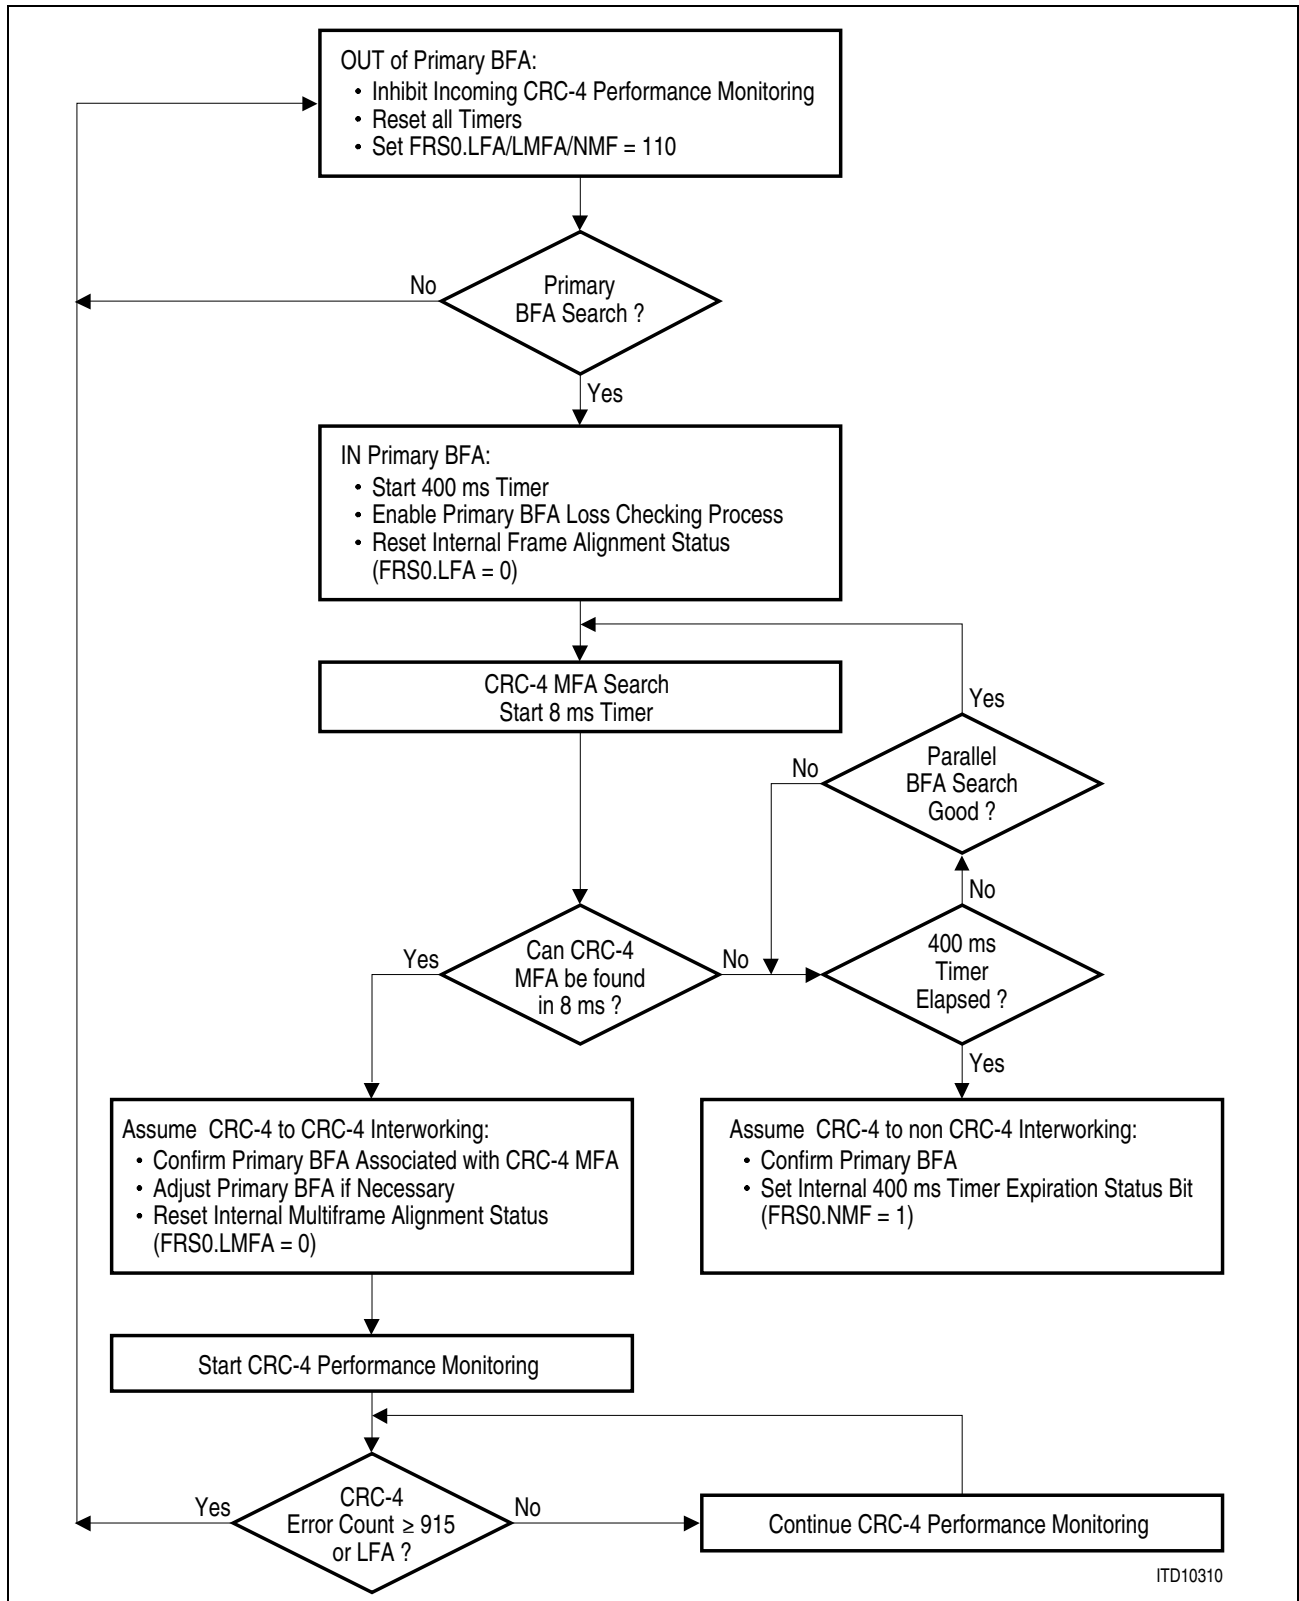 OUT of Primary BFA:
• Inhibit Incoming CRC-4 Performance Monitoring
• Reset all Timers
• Set FRS0.LFA/LMFA/NMF = 110
No
Primary
BFA Search ?
Yes
IN Primary BFA:
• Start 400 ms Timer
• Enable Primary BFA Loss Checking Process
• Reset Internal Frame Alignment Status
(FRS0.LFA = 0)
CRC-4 MFA Search
Start 8 ms Timer
Yes
No
Parallel
BFA Search
Good ?
No
Yes
Can CRC-4
MFA be found
in 8 ms ?
No
400 ms
Timer
Elapsed ?
Yes
Assume CRC-4 to CRC-4 Interworking:
• Confirm Primary BFA Associated with CRC-4 MFA
• Adjust Primary BFA if Necessary
• Reset Internal Multiframe Alignment Status
(FRS0.LMFA = 0)
Assume CRC-4 to non CRC-4 Interworking:
• Confirm Primary BFA
• Set Internal 400 ms Timer Expiration Status Bit
(FRS0.NMF = 1)
Start CRC-4 Performance Monitoring
Yes
CRC-4
Error Count ≥ 915
or LFA ?
No
Continue CRC-4 Performance Monitoring
ITD10310